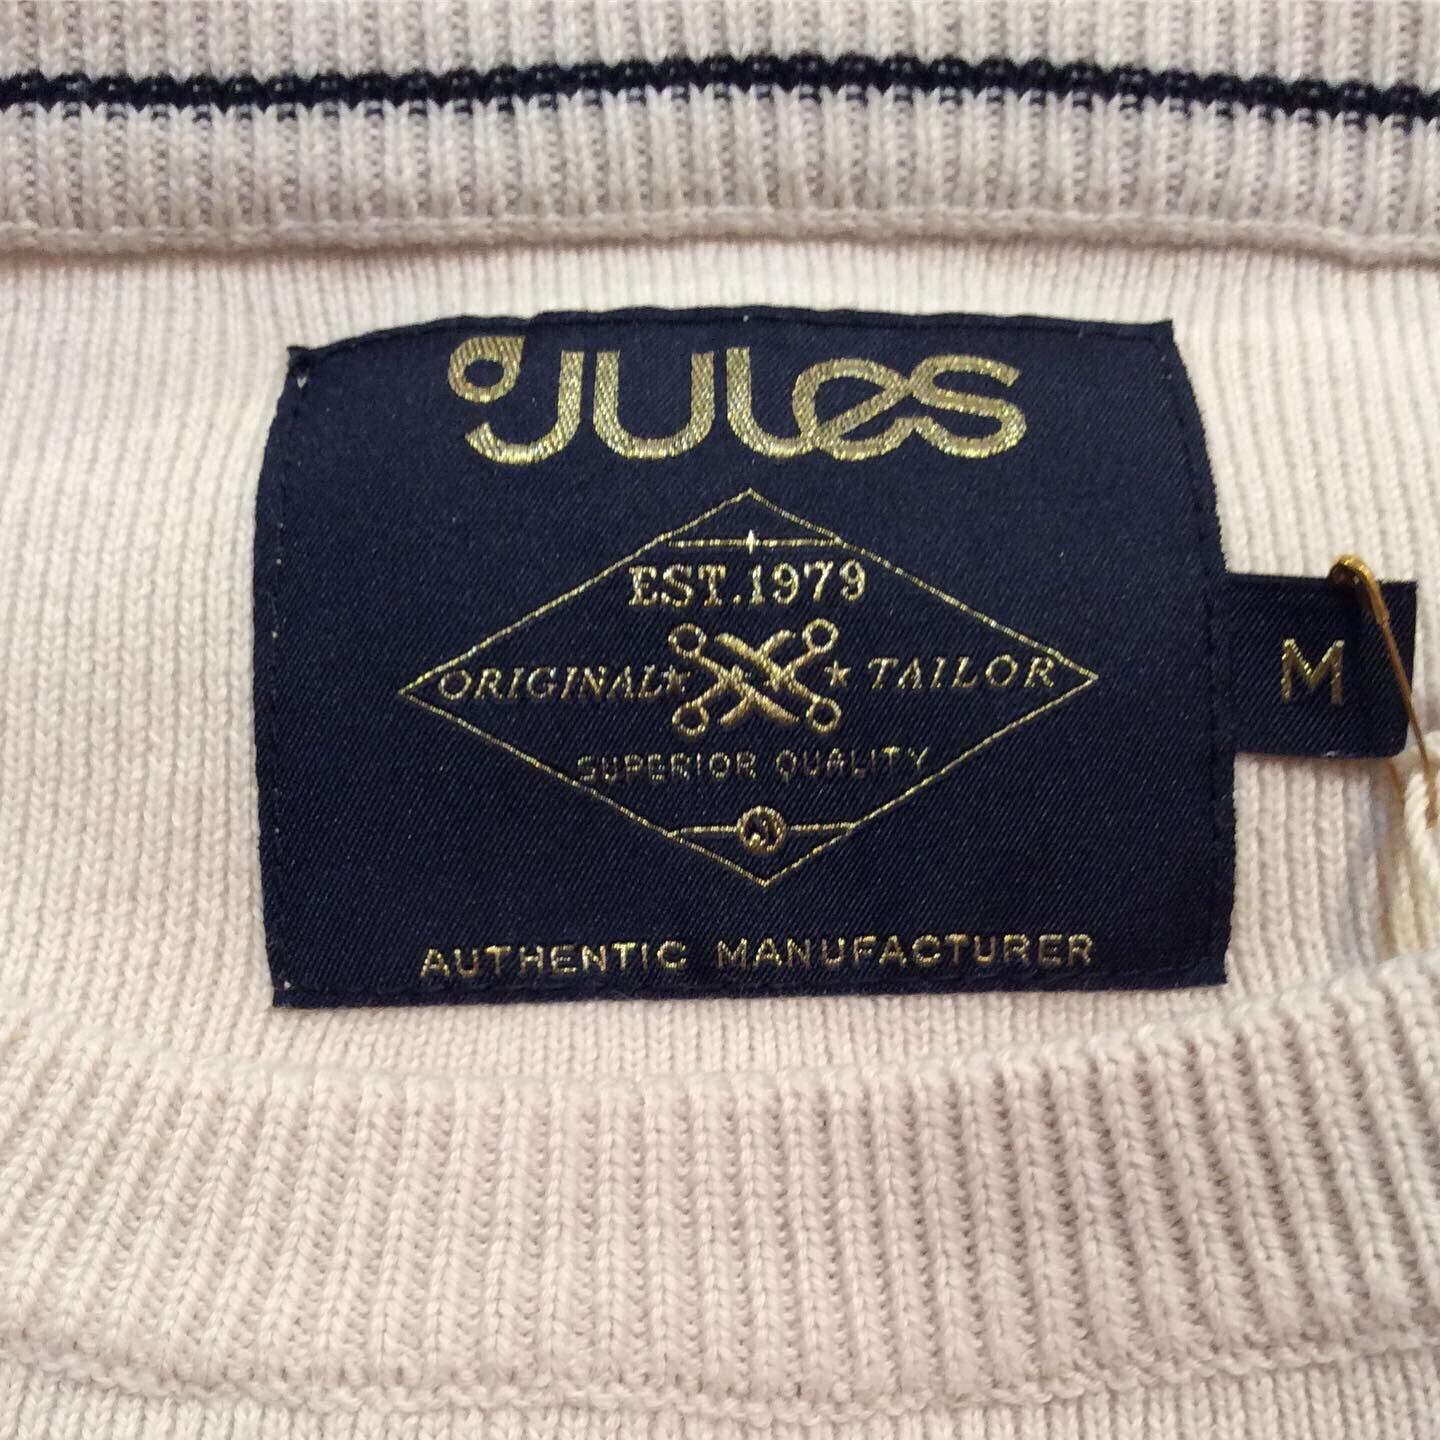 JULES
EST.1979
ORIGINAL TAILOR
SUPERIOR QUALITY
AUTHENTIC MANUFACTURER
M